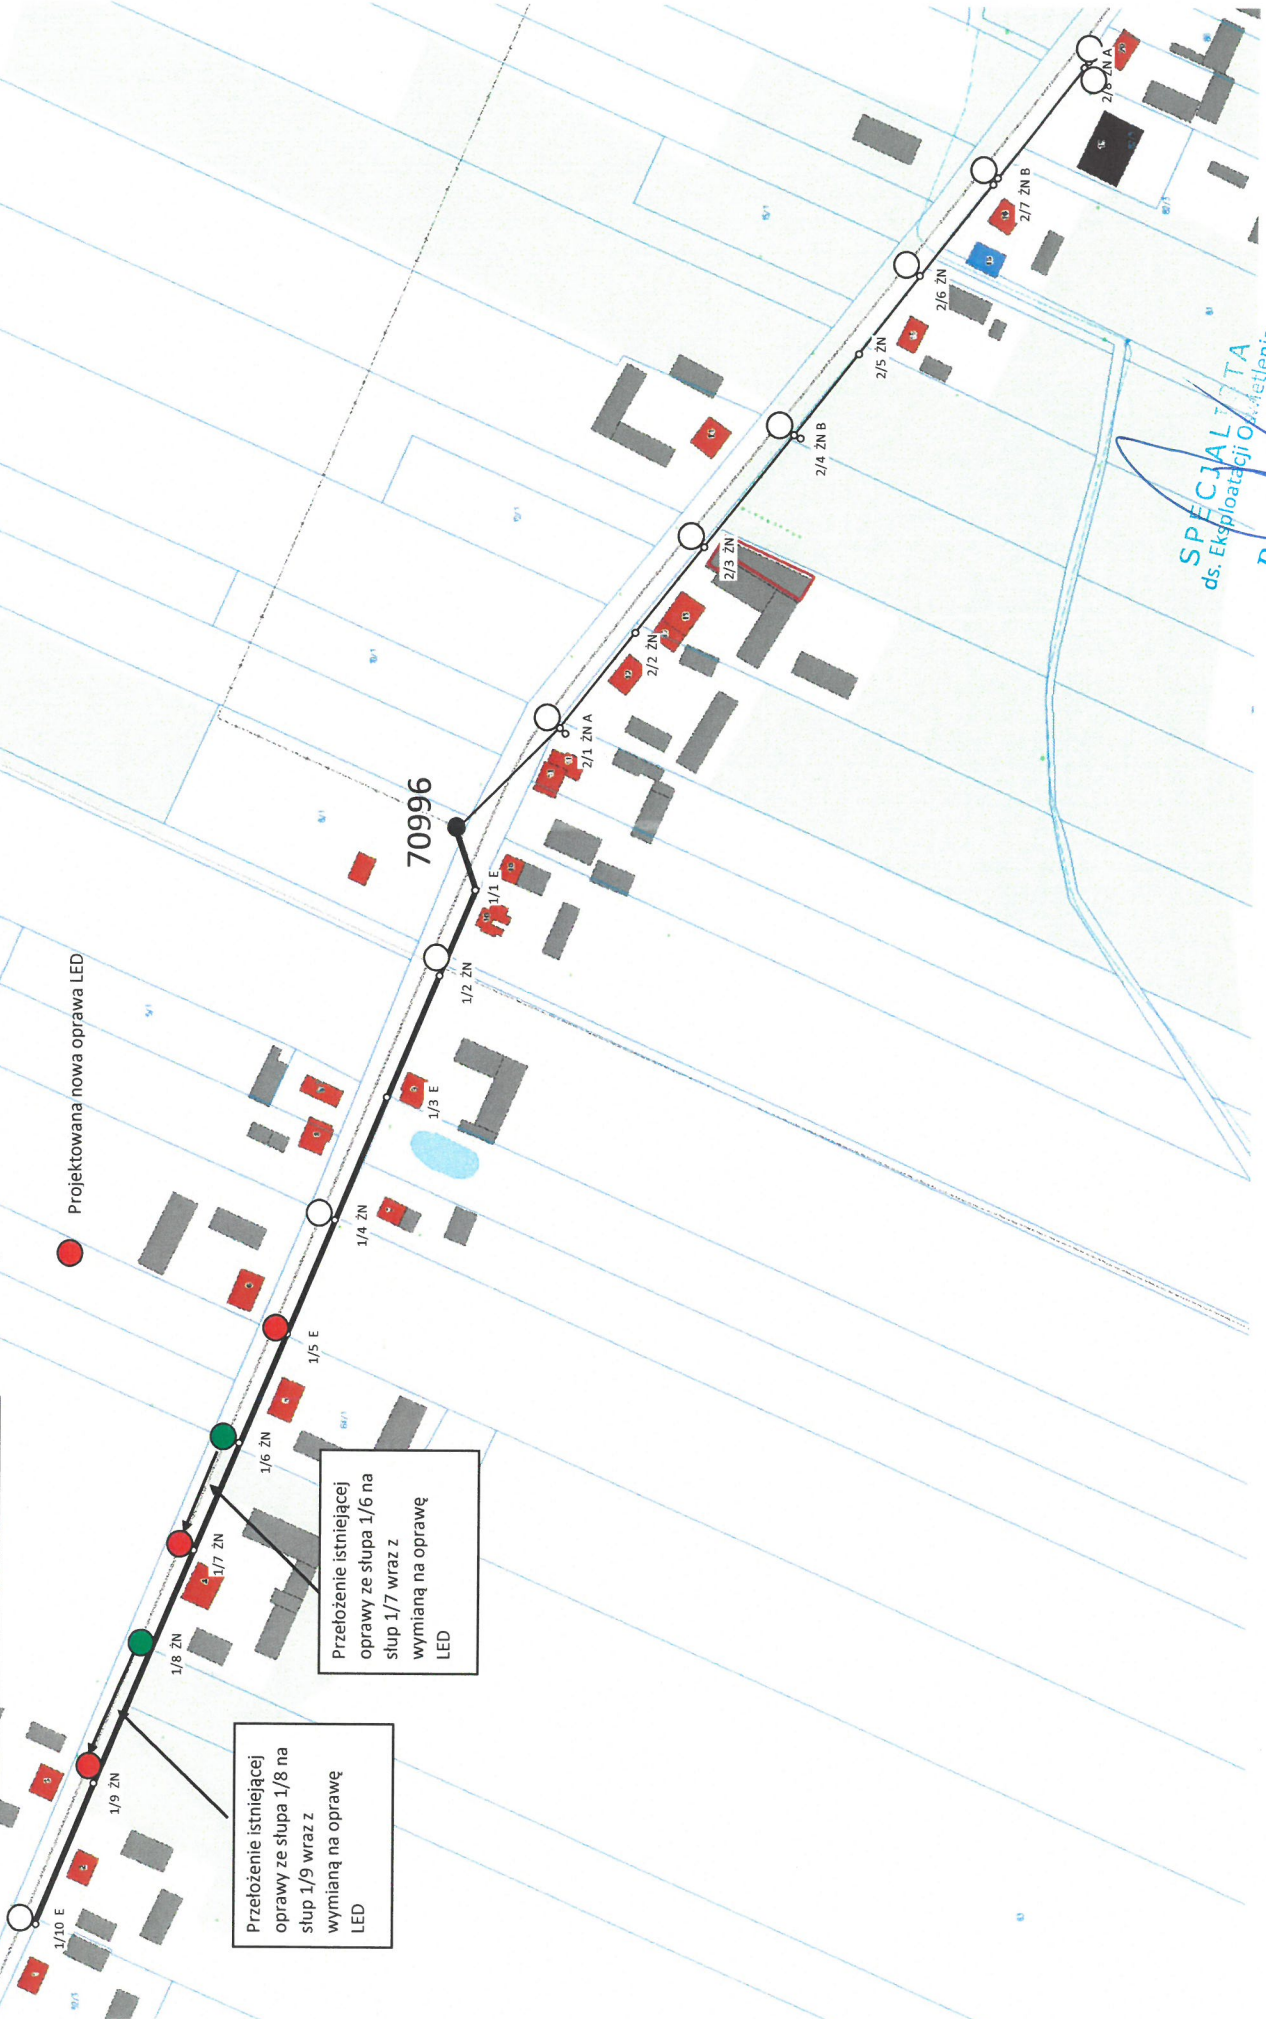 Projektowana nowa oprawa LED
70996
Przełożenie istniejącej
oprawy ze słupa 1/8 na
słup 1/9 wraz z
wymianą na oprawę
LED
Przełożenie istniejącej
oprawy ze słupa 1/6 na
słup 1/7 wraz z
wymianą na oprawę
LED
1/10 E
1/9 ŻN
1/8 ŻN
1/7 ŻN
1/6 ŻN
1/5 E
1/4 ŻN
1/3 E
1/2 ŻN
1/1 E
2/1 ŻN A
2/2 ŻN
2/3 ŻN
2/4 ŻN B
2/5 ŻN
2/6 ŻN
2/7 ŻN B
2/8 ŻN A
ds. Eksploatacji